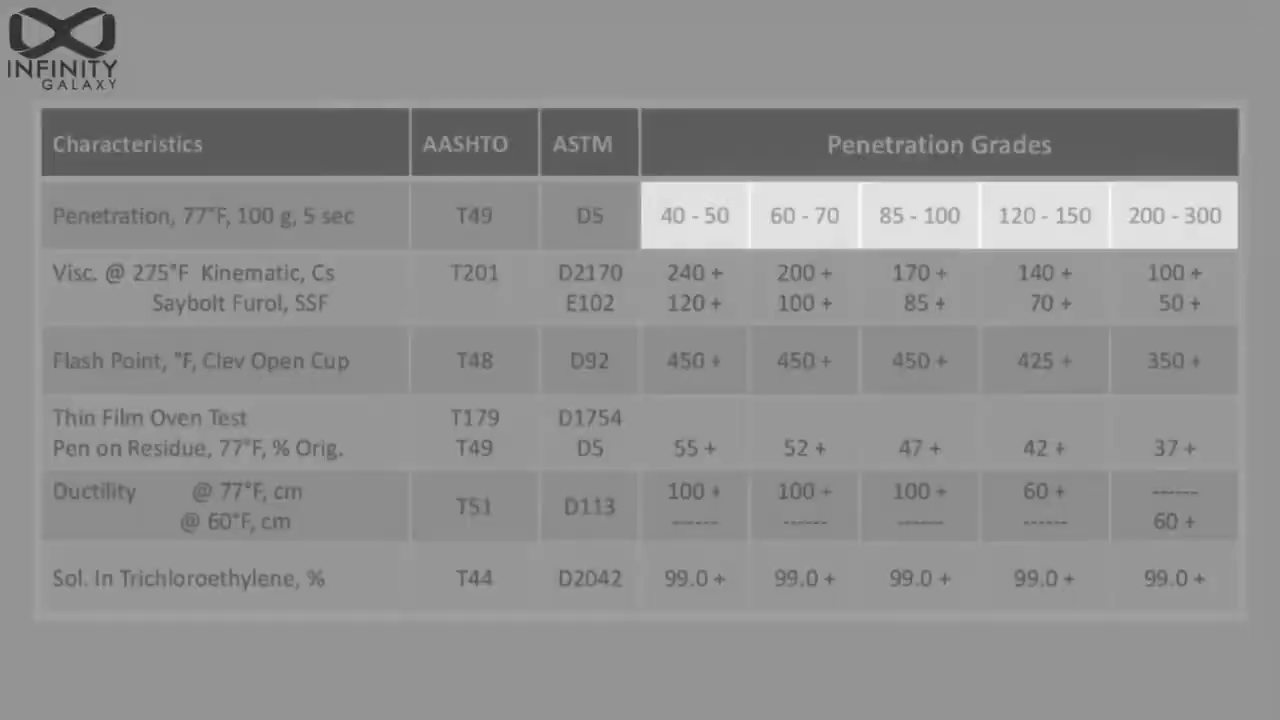 INFINITY
GALAXY
Characteristics AASHTO ASTM Penetration Grades
Penetration, 77°F, 100 g, 5 sec T49 D5 40 - 50 60 - 70 85 - 100 120 - 150 200 - 300
Visc. @ 275°F Kinematic, Cs T201 D2170 240 + 200 + 170 + 140 + 100 +
Saybolt Furol, SSF E102 120 + 100 + 85 + 70 + 50 +
Flash Point, °F, Clev Open Cup T48 D92 450 + 450 + 450 + 425 + 350 +
Thin Film Oven Test T179 D1754
Pen on Residue, 77°F, % Orig. T49 D5 55 + 52 + 47 + 42 + 37 +
Ductility @ 77°F, cm T51 D113 100 + 100 + 100 + 60 + ------
@ 60°F, cm ------ ------ ------ ------ 60 +
Sol. In Trichloroethylene, % T44 D2042 99.0 + 99.0 + 99.0 + 99.0 + 99.0 +